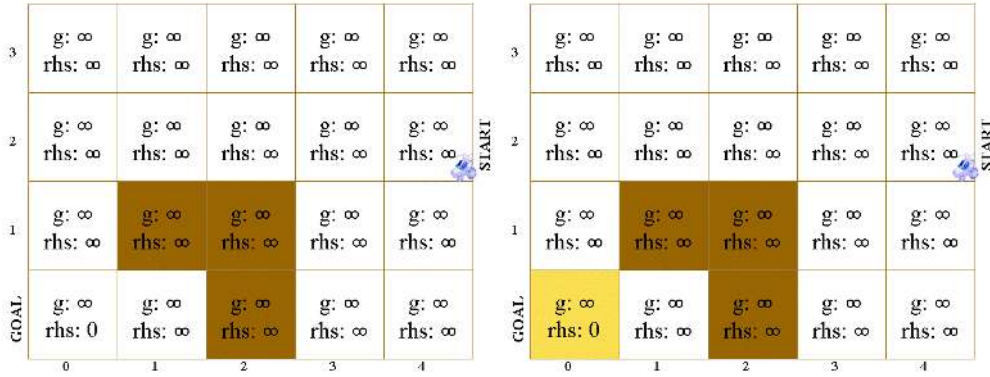 3
g: ∞ g: ∞ g: ∞ g: ∞ g: ∞
rhs: ∞ rhs: ∞ rhs: ∞ rhs: ∞ rhs: ∞
2
g: ∞ g: ∞ g: ∞ g: ∞ g: ∞
rhs: ∞ rhs: ∞ rhs: ∞ rhs: ∞ rhs: ∞
START
1
g: ∞ g: ∞ g: ∞ g: ∞ g: ∞
rhs: ∞ rhs: ∞ rhs: ∞ rhs: ∞ rhs: ∞
GOAL
g: ∞ g: ∞ g: ∞ g: ∞ g: ∞
rhs: 0 rhs: ∞ rhs: ∞ rhs: ∞ rhs: ∞
0 1 2 3 4
3
g: ∞ g: ∞ g: ∞ g: ∞ g: ∞
rhs: ∞ rhs: ∞ rhs: ∞ rhs: ∞ rhs: ∞
2
g: ∞ g: ∞ g: ∞ g: ∞ g: ∞
rhs: ∞ rhs: ∞ rhs: ∞ rhs: ∞ rhs: ∞
START
1
g: ∞ g: ∞ g: ∞ g: ∞ g: ∞
rhs: ∞ rhs: ∞ rhs: ∞ rhs: ∞ rhs: ∞
GOAL
g: ∞ g: ∞ g: ∞ g: ∞ g: ∞
rhs: 0 rhs: ∞ rhs: ∞ rhs: ∞ rhs: ∞
0 1 2 3 4